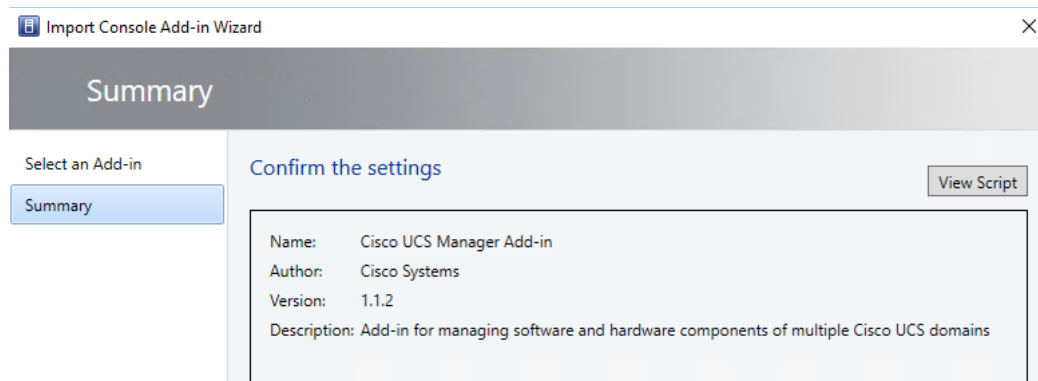 Import Console Add-in Wizard
Summary
Select an Add-in
Summary
Confirm the settings
View Script
Name: Cisco UCS Manager Add-in
Author: Cisco Systems
Version: 1.1.2
Description: Add-in for managing software and hardware components of multiple Cisco UCS domains